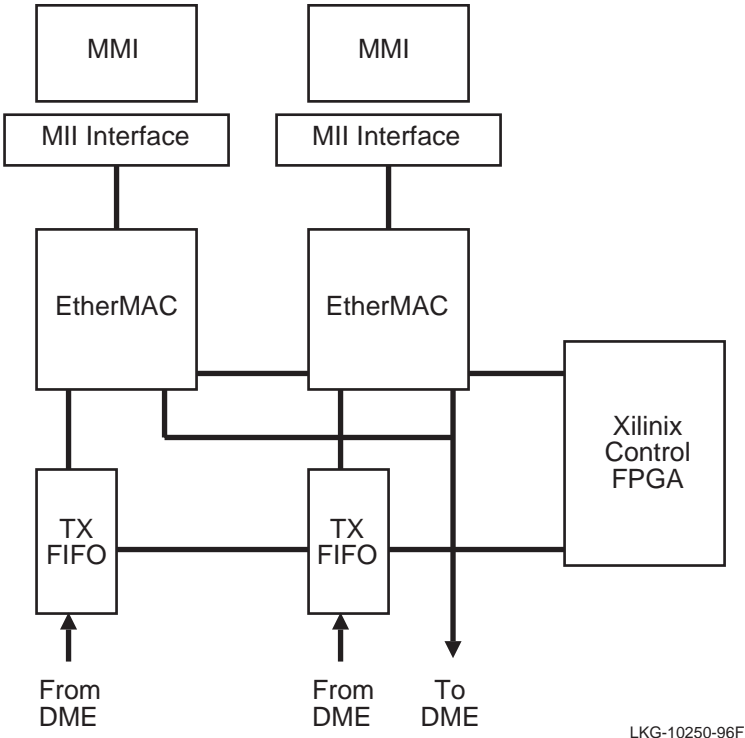 MMI
MMI
MII Interface
MII Interface
EtherMAC
EtherMAC
Xilinix
Control
FPGA
TX
FIFO
TX
FIFO
From
DME
From
DME
To
DME
LKG-10250-96F